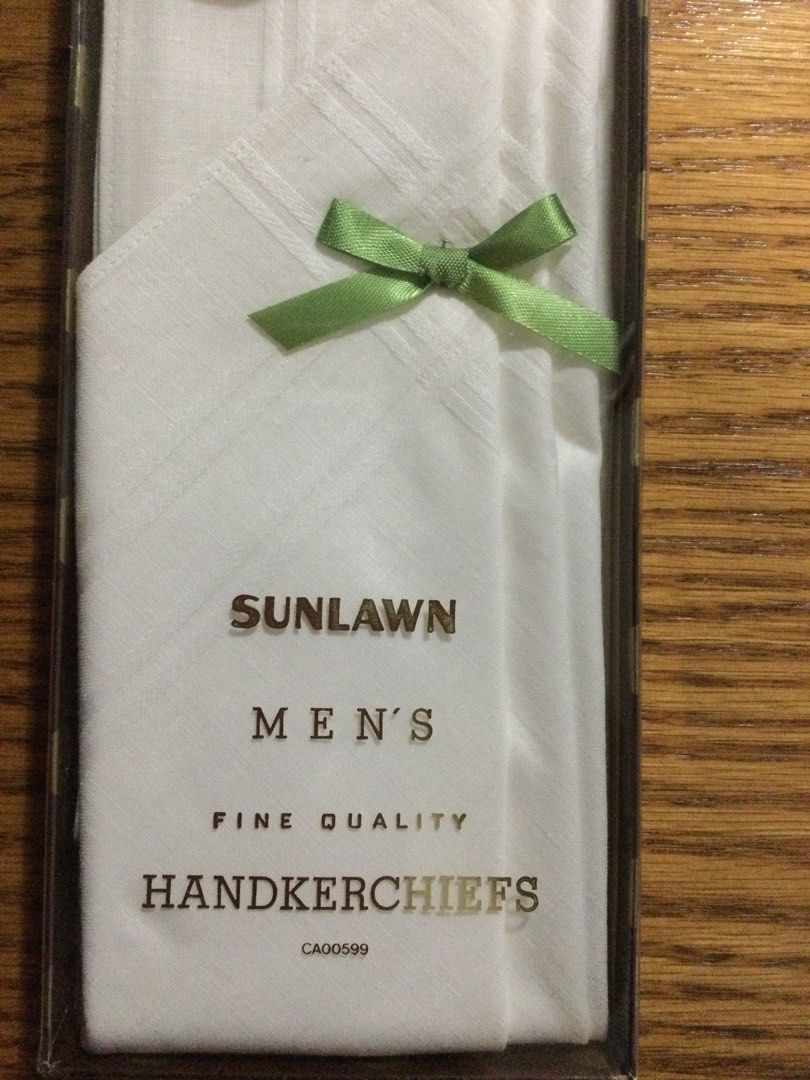 SUNLAWN
MEN'S
FINE QUALITY
HANDKERCHIEFS
CA00599